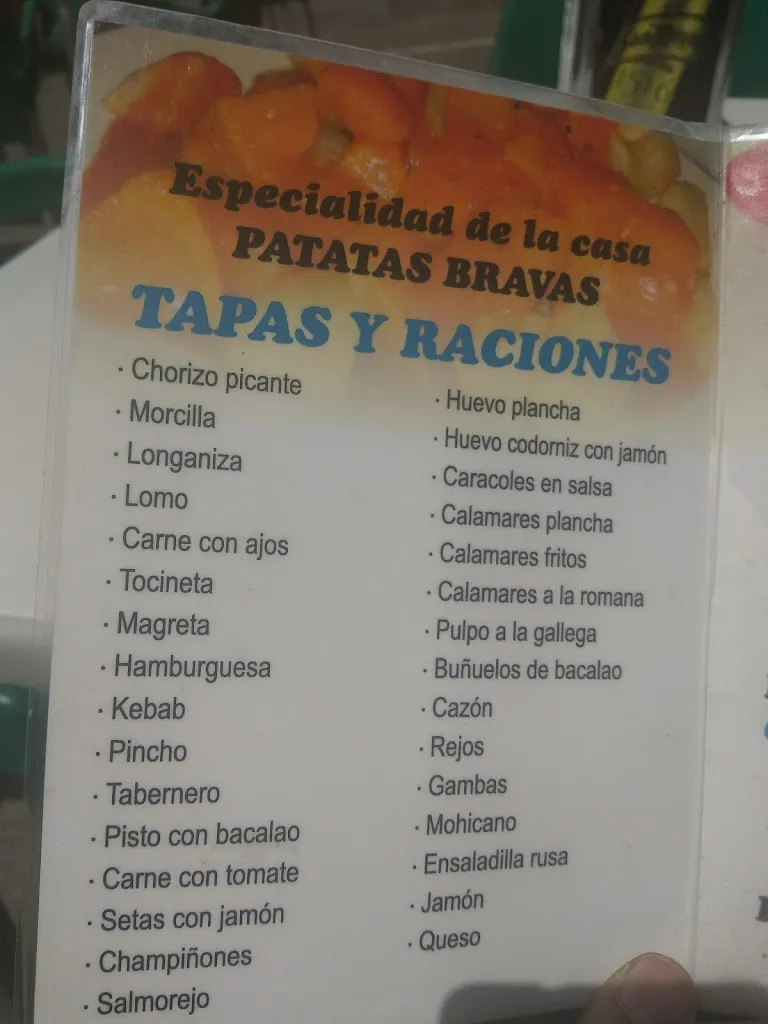 Especialidad de la casa
PATATAS BRAVAS
TAPAS Y RACIONES
· Chorizo picante
· Morcilla
· Longaniza
· Lomo
· Carne con ajos
· Tocineta
· Magreta
· Hamburguesa
· Kebab
· Pincho
· Tabernero
· Pisto con bacalao
· Carne con tomate
· Setas con jamón
· Champiñones
· Salmorejo
· Huevo plancha
· Huevo codorniz con jamón
· Caracoles en salsa
· Calamares plancha
· Calamares fritos
· Calamares a la romana
· Pulpo a la gallega
· Buñuelos de bacalao
· Cazón
· Rejos
· Gambas
· Mohicano
· Ensaladilla rusa
· Jamón
· Queso